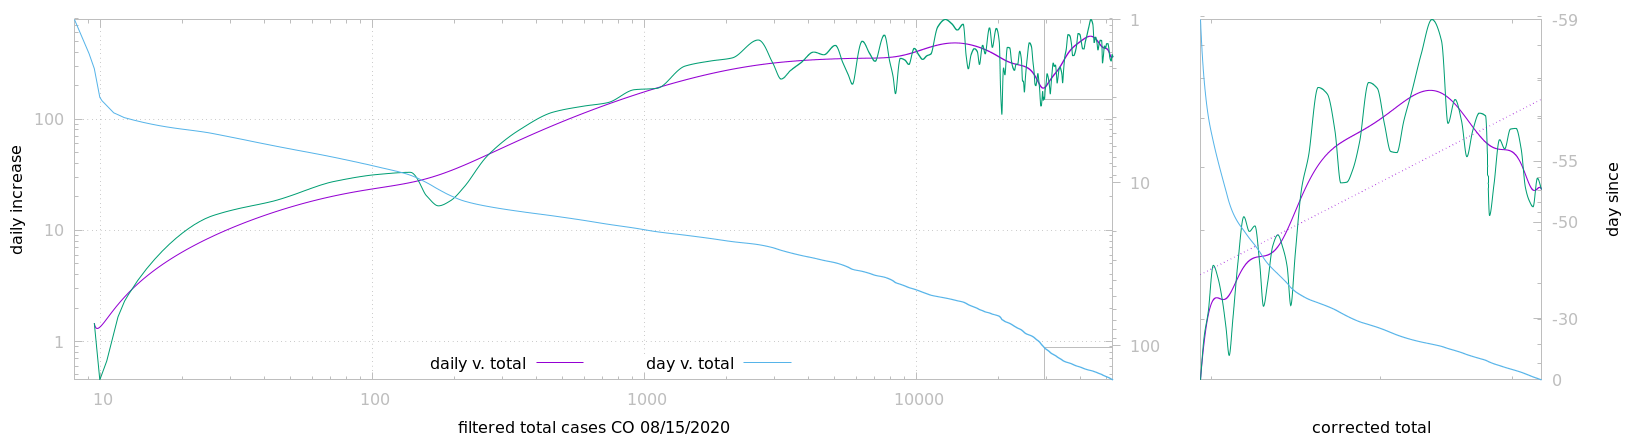 1
-59
100
daily increase
10
-55
day since
10
-50
-30
1
100
daily v. total
day v. total
0
10
100
1000
10000
filtered total cases CO 08/15/2020
corrected total